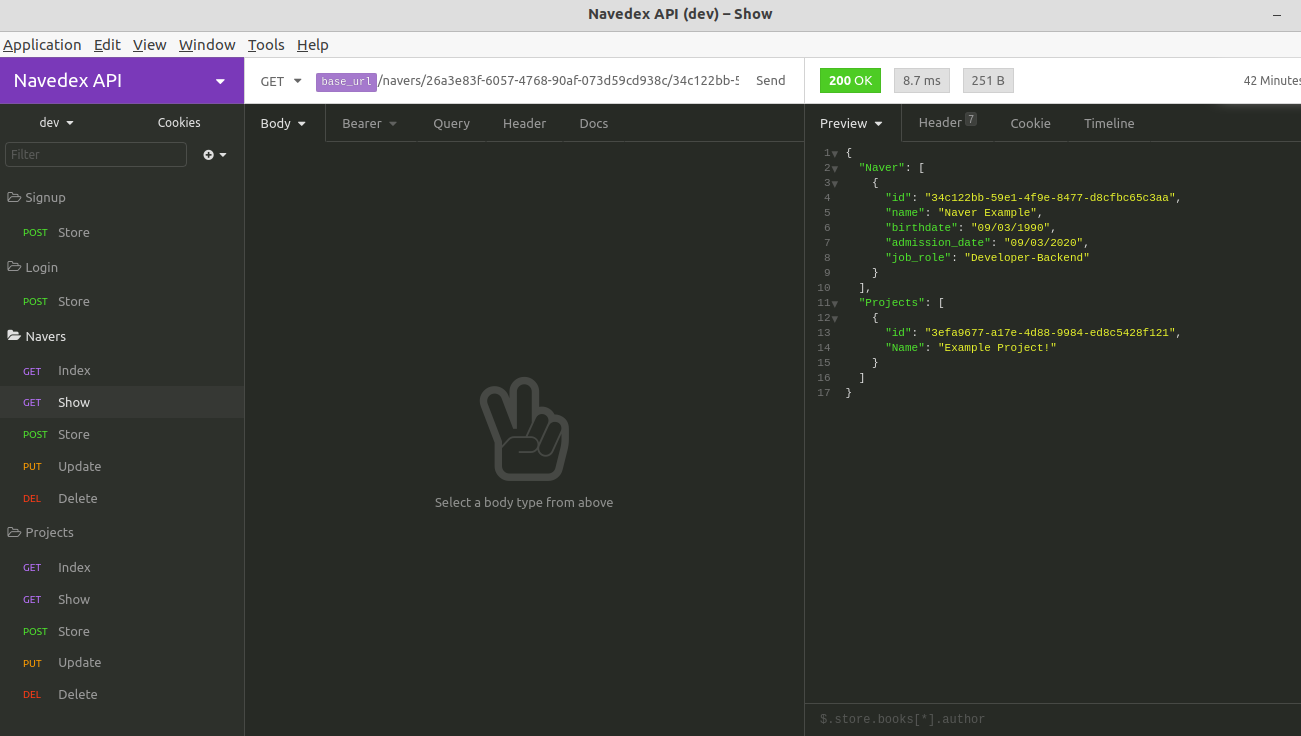 Navedex API (dev) – Show
Application Edit View Window Tools Help
Navedex API
GET base_url/navers/26a3e83f-6057-4768-90af-073d59cd938c/34c122bb-5 Send
200 OK 8.7 ms 251 B 42 Minutes
dev Cookies
Filter
Signup
POST Store
Login
POST Store
Navers
GET Index
GET Show
POST Store
PUT Update
DEL Delete
Projects
GET Index
GET Show
POST Store
PUT Update
DEL Delete
Body Bearer Query Header Docs
Select a body type from above
Preview Header 7 Cookie Timeline
1 {
2 "Naver": [
3 {
4 "id": "34c122bb-59e1-4f9e-8477-d8cfbc65c3aa",
5 "name": "Naver Example",
6 "birthdate": "09/03/1990",
7 "admission_date": "09/03/2020",
8 "job_role": "Developer-Backend"
9 }
10 ],
11 "Projects": [
12 {
13 "id": "3efa9677-a17e-4d88-9984-ed8c5428f121",
14 "Name": "Example Project!"
15 }
16 ]
17 }
$.store.books[*].author